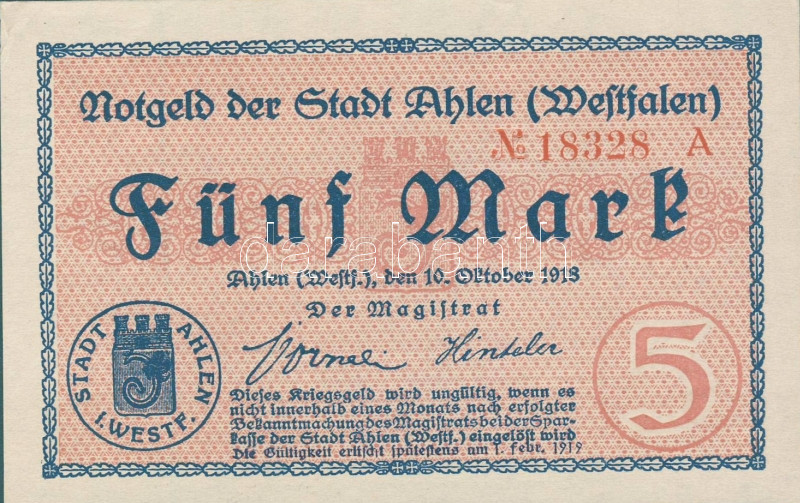 Notgeld der Stadt Ahlen (Westfalen)
№ 18328 A
Fünf Mark
darabanth
Ahlen (Westf.), den 10. Oktober 1918
Der Magistrat
Hinteler
STADT AHLEN
I. WESTF.
5
Dieses Kriegsgeld wird ungültig, wenn es
nicht innerhalb eines Monats nach erfolgter
Bekanntmachung des Magistrats bei der Spar-
kasse der Stadt Ahlen (Westf.) eingelöst wird
Die Gültigkeit erlischt spätestens am 1. Febr. 1919